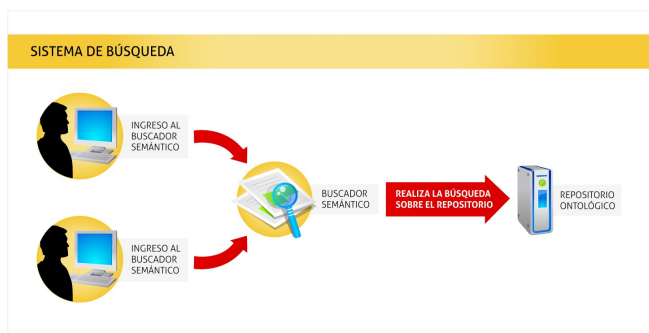 SISTEMA DE BÚSQUEDA
INGRESO AL
BUSCADOR
SEMÁNTICO
BUSCADOR
SEMÁNTICO
REALIZA LA BÚSQUEDA
SOBRE EL REPOSITORIO
REPOSITORIO
ONTOLÓGICO
INGRESO AL
BUSCADOR
SEMÁNTICO